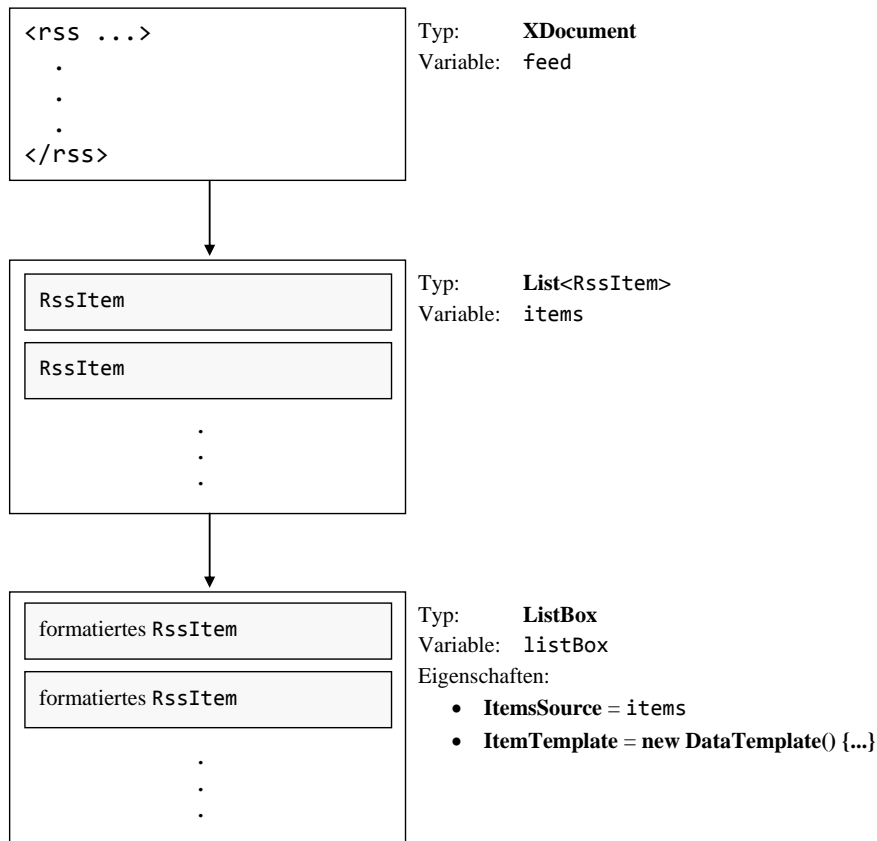 <rss ...>
.
.
.
</rss>
Typ: XDocument
Variable: feed
RssItem
RssItem
.
.
.
Typ: List<RssItem>
Variable: items
formatiertes RssItem
formatiertes RssItem
.
.
.
Typ: ListBox
Variable: listBox
Eigenschaften:
• ItemsSource = items
• ItemTemplate = new DataTemplate() {...}